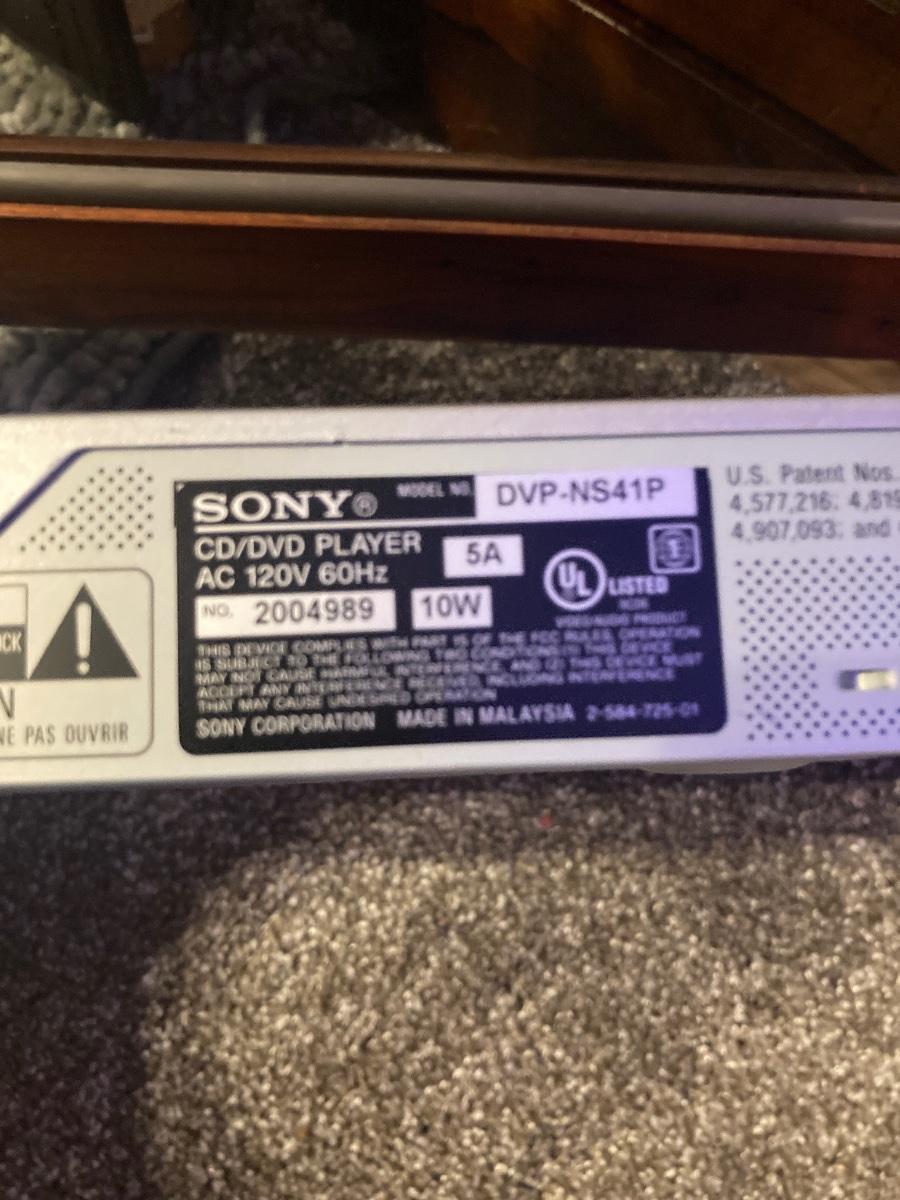 SONY® MODEL NO. DVP-NS41P
CD/DVD PLAYER 5A
AC 120V 60Hz
UL LISTED
NO. 2004989 10W
VIDEO/AUDIO PRODUCT
THIS DEVICE COMPLIES WITH PART 15 OF THE FCC RULES. OPERATION
IS SUBJECT TO THE FOLLOWING TWO CONDITIONS:(1) THIS DEVICE
MAY NOT CAUSE HARMFUL INTERFERENCE, AND (2) THIS DEVICE MUST
ACCEPT ANY INTERFERENCE RECEIVED, INCLUDING INTERFERENCE
THAT MAY CAUSE UNDESIRED OPERATION
SONY CORPORATION MADE IN MALAYSIA 2-584-725-01
U.S. Patent Nos.
4,577,216; 4,819
4,907,093; and
OCK
N
NE PAS OUVRIR